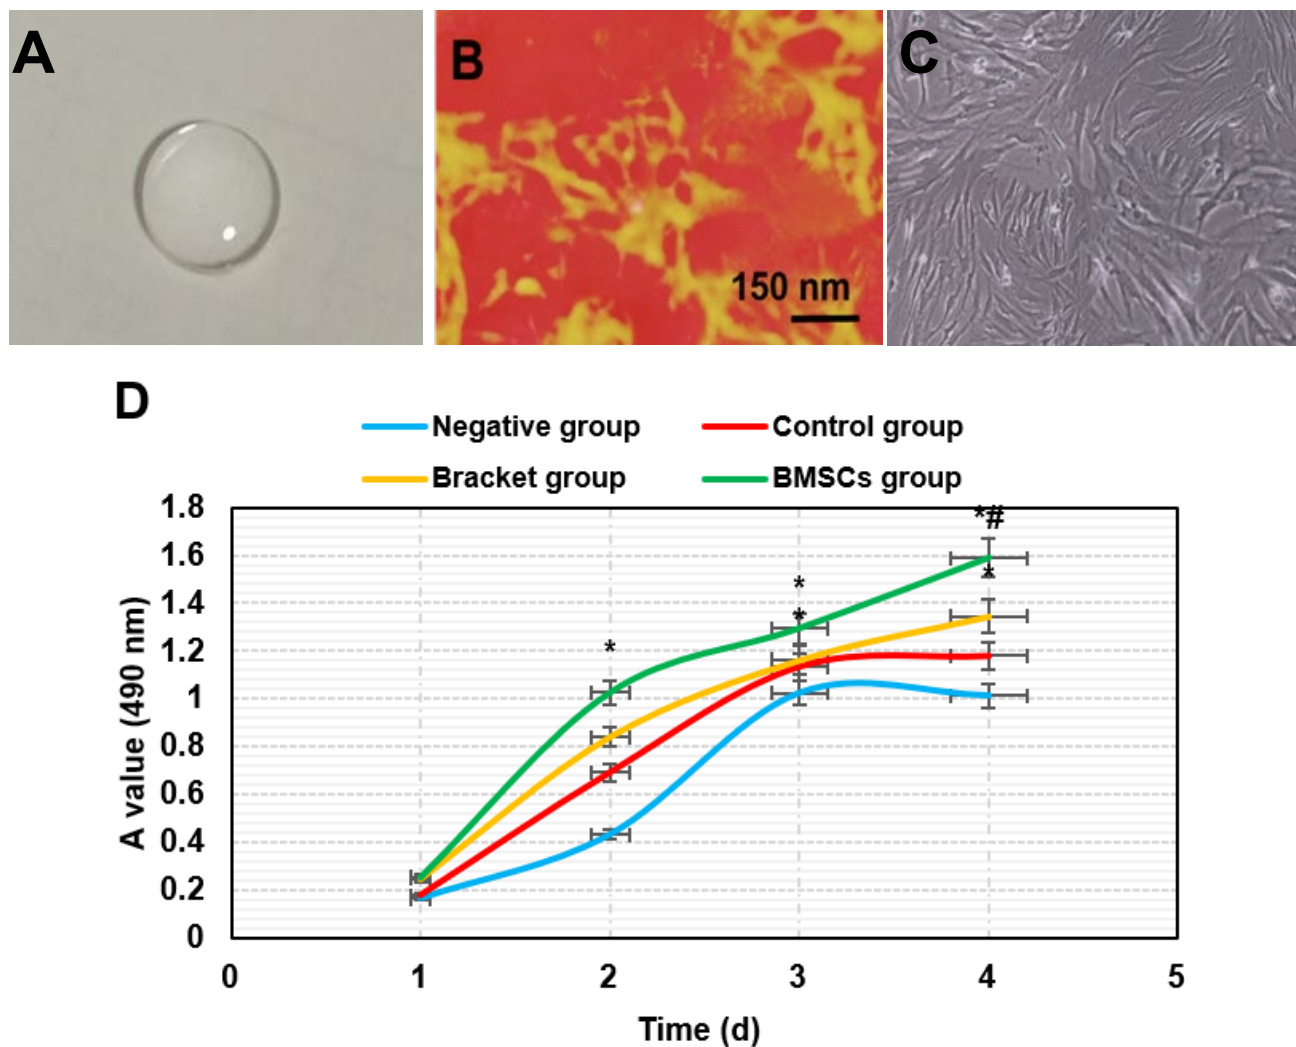 A
B
C
150 nm
D
Negative group
Control group
Bracket group
BMSCs group
1.8
1.6
1.4
1.2
1
0.8
0.6
0.4
0.2
0
*
*
*
*#
*
0
1
2
3
4
5
A value (490 nm)
Time (d)